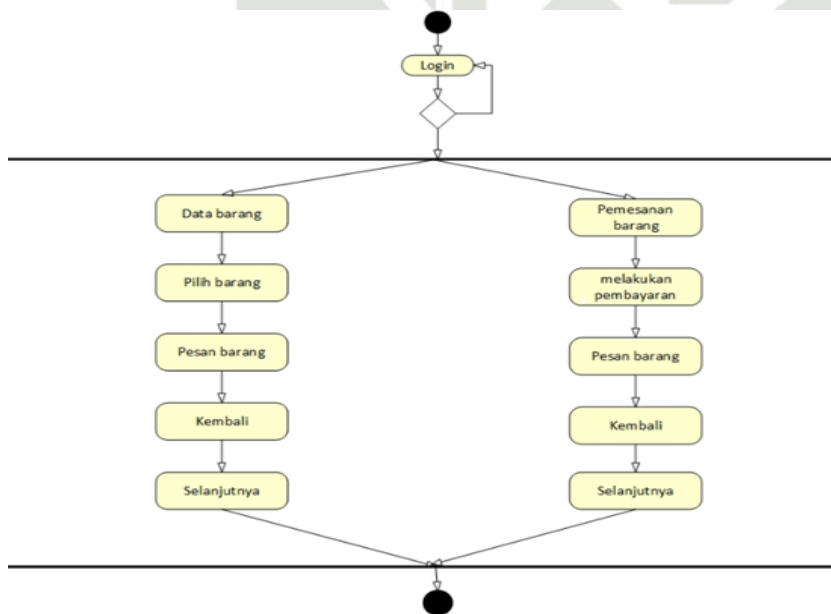 Login
Data barang
Pilih barang
Pesan barang
Kembali
Selanjutnya
Pemesanan
barang
melakukan
pembayaran
Pesan barang
Kembali
Selanjutnya